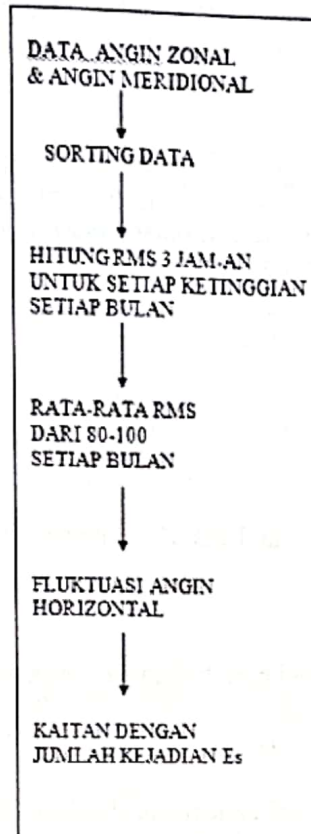 DATA ANGIN ZONAL
& ANGIN MERIDIONAL
SORTING DATA
HITUNG RMS 3 JAM-AN
UNTUK SETIAP KETINGGIAN
SETIAP BULAN
RATA-RATA RMS
DARI 80-100
SETIAP BULAN
FLUKTUASI ANGIN
HORIZONTAL
KAITAN DENGAN
JUMLAH KEJADIAN Es